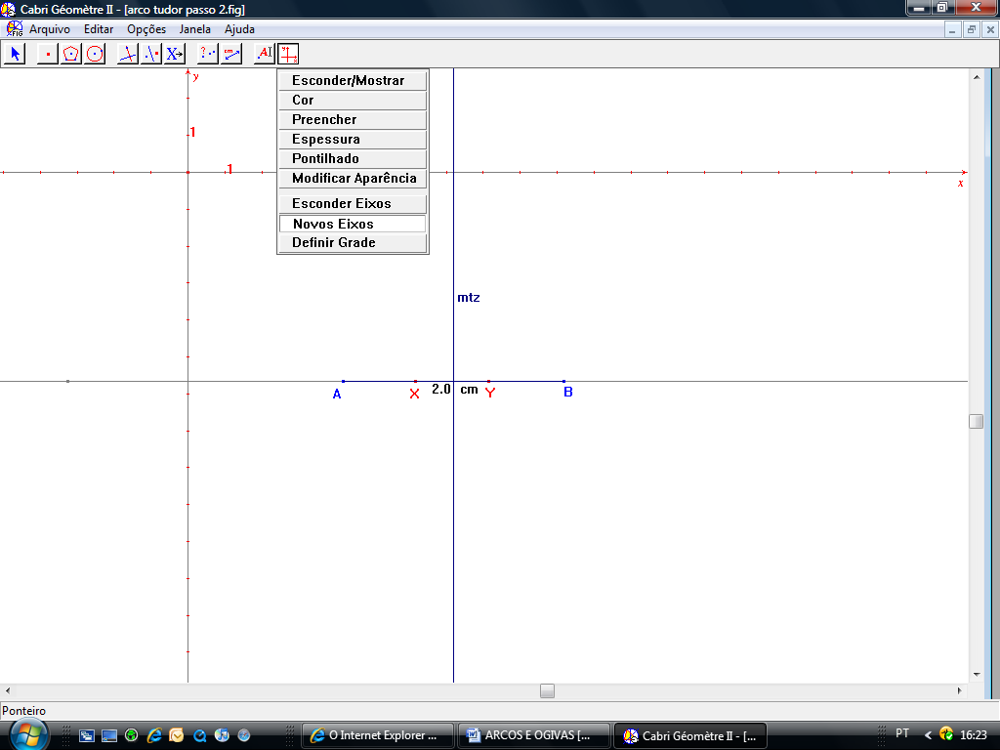 Cabri Géomètre II - [arco tudor passo 2.fig]
Arquivo Editar Opções Janela Ajuda
Esconder/Mostrar
Cor
Preencher
Espessura
Pontilhado
Modificar Aparência
Esconder Eixos
Novos Eixos
Definir Grade
y
1
1
x
mtz
A X 2.0 cm Y B
Ponteiro
O Internet Explorer ... ARCOS E OGIVAS [... Cabri Géomètre II - [... PT < 16:23